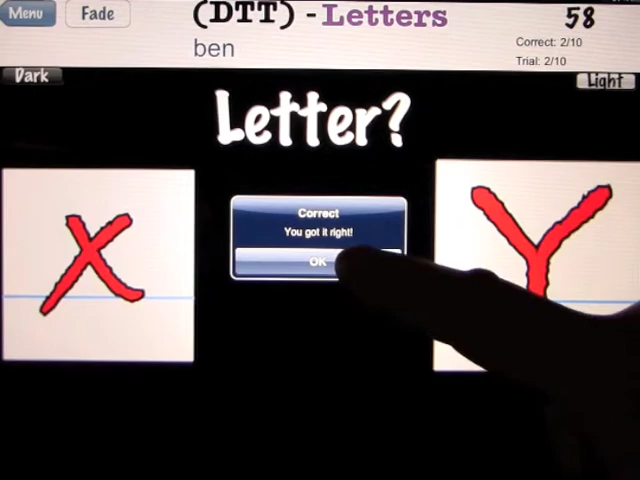 Menu
Fade
(DTT) - Letters
58
ben
Correct: 2/10
Trial: 2/10
Dark
Light
Letter?
X
Correct
You got it right!
OK
Y